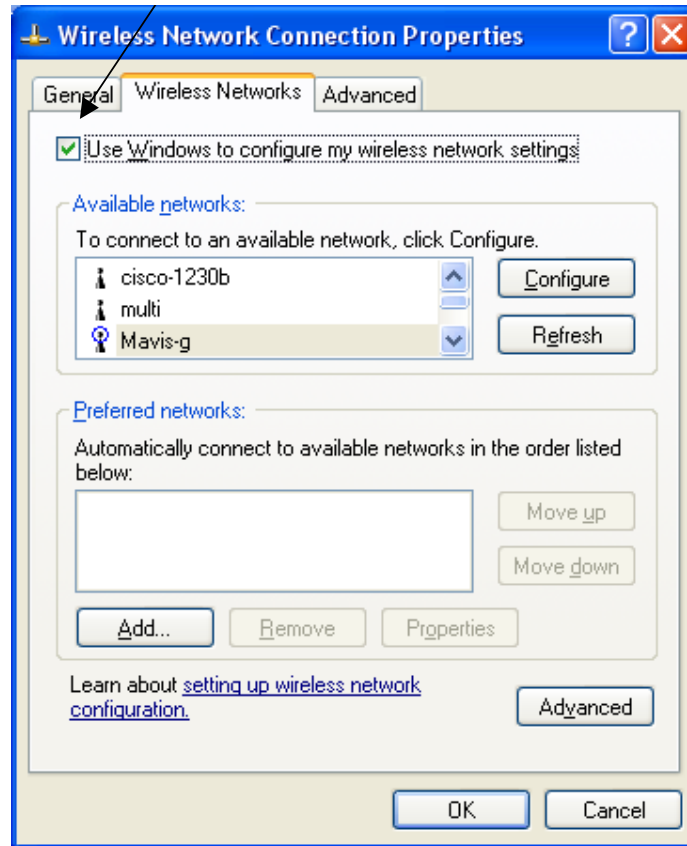 Wireless Network Connection Properties
General Wireless Networks Advanced
Use Windows to configure my wireless network settings
Available networks:
To connect to an available network, click Configure.
cisco-1230b
multi
Mavis-g
Configure
Refresh
Preferred networks:
Automatically connect to available networks in the order listed
below:
Move up
Move down
Add... Remove Properties
Learn about setting up wireless network
configuration.
Advanced
OK Cancel